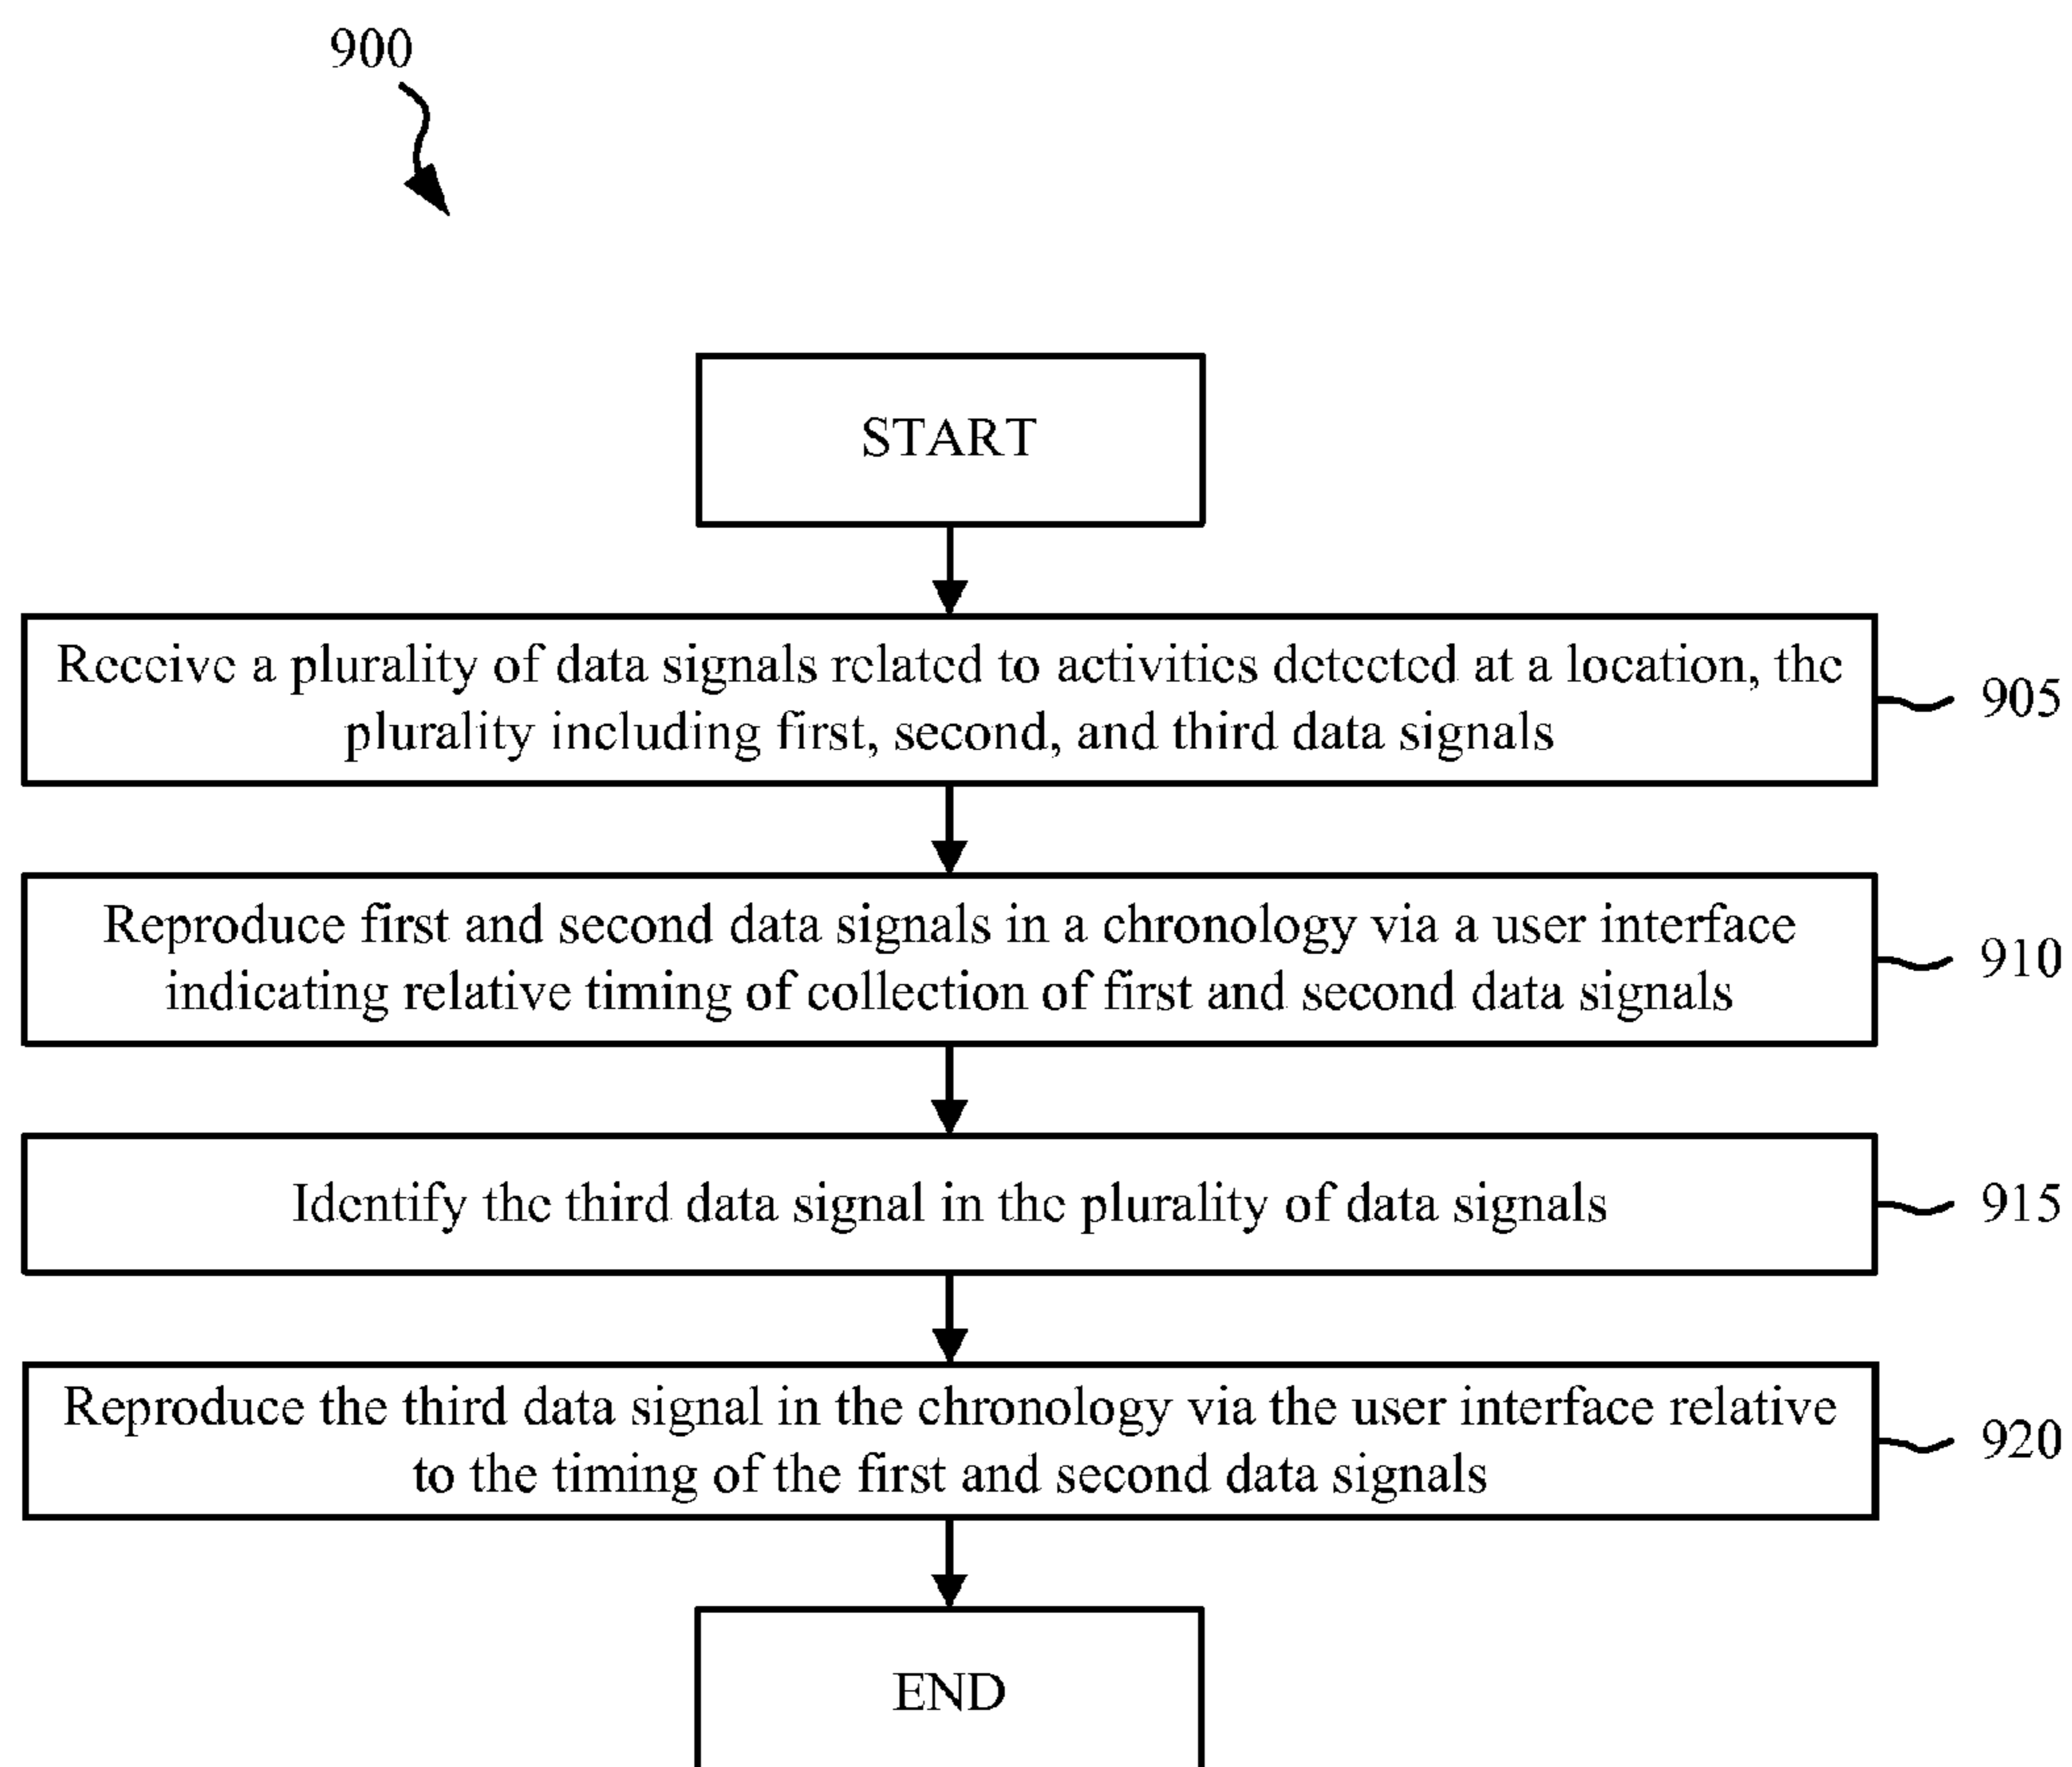 900
START
Receive a plurality of data signals related to activities detected at a location, the
plurality including first, second, and third data signals
905
Reproduce first and second data signals in a chronology via a user interface
indicating relative timing of collection of first and second data signals
910
Identify the third data signal in the plurality of data signals
915
Reproduce the third data signal in the chronology via the user interface relative
to the timing of the first and second data signals
920
END